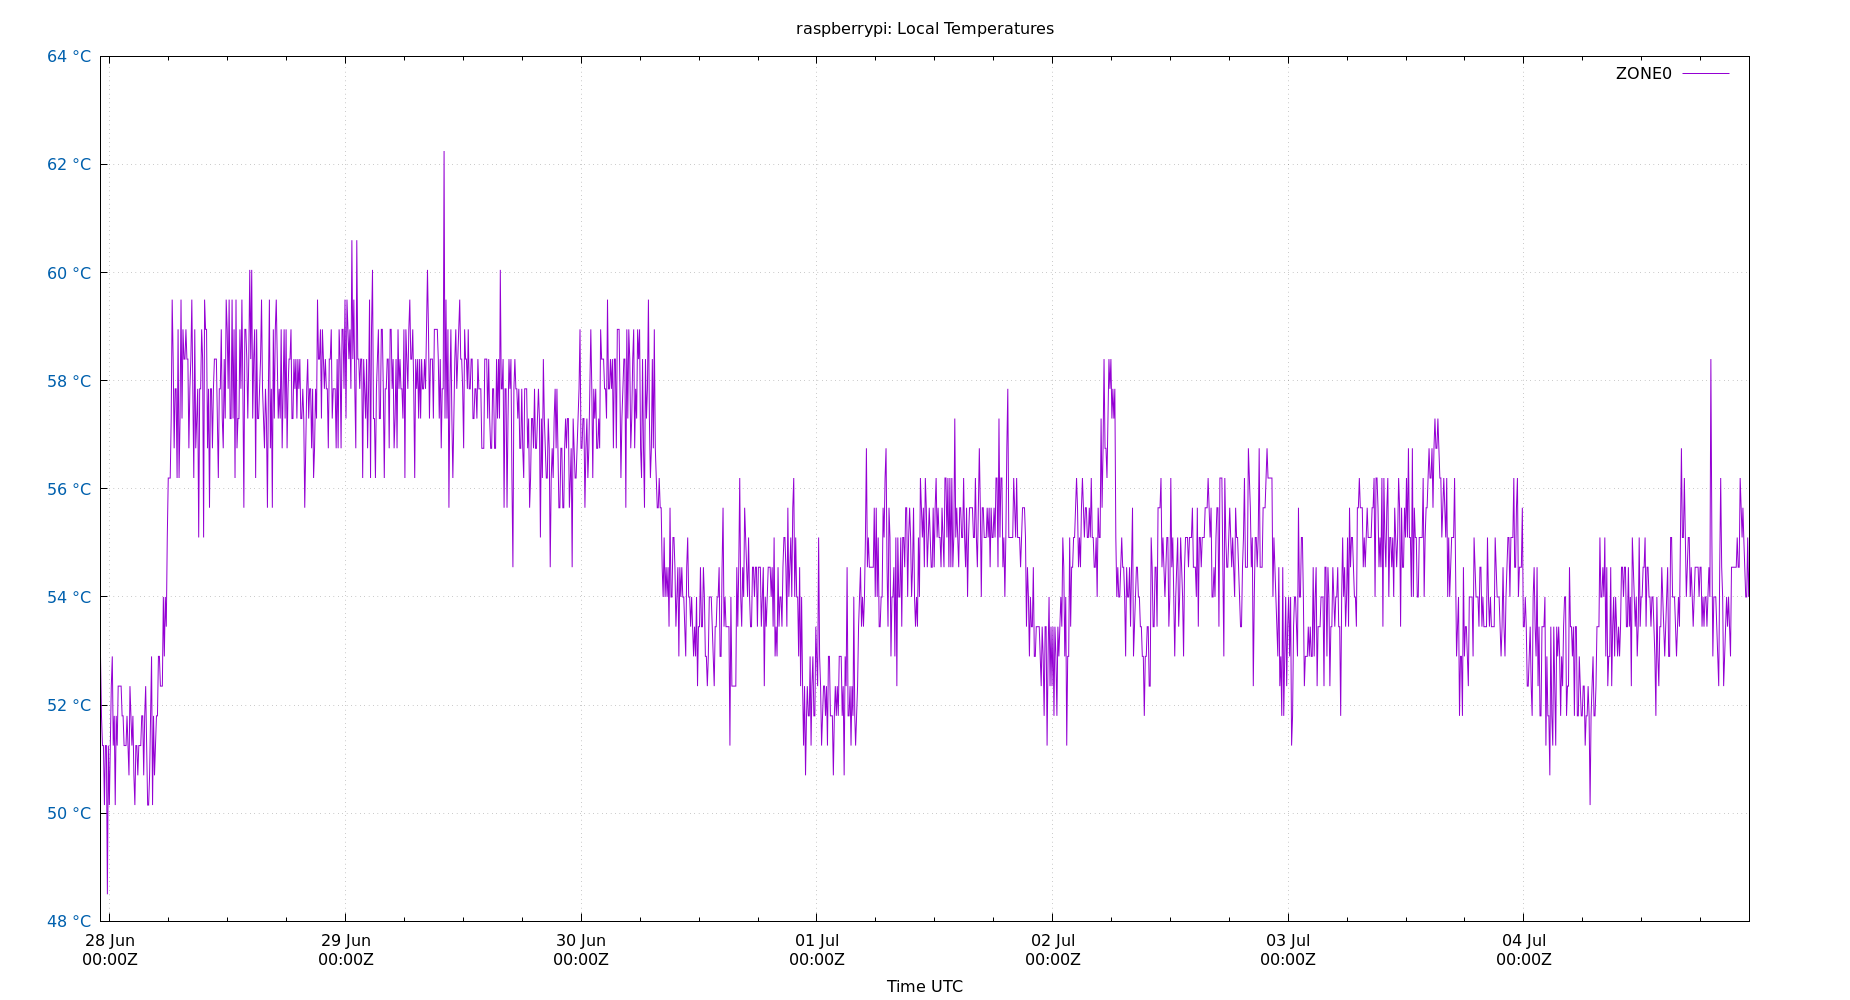 raspberrypi: Local Temperatures
ZONE0
64 °C
62 °C
60 °C
58 °C
56 °C
54 °C
52 °C
50 °C
48 °C
28 Jun 29 Jun 30 Jun 01 Jul 02 Jul 03 Jul 04 Jul
00:00Z 00:00Z 00:00Z 00:00Z 00:00Z 00:00Z 00:00Z
Time UTC